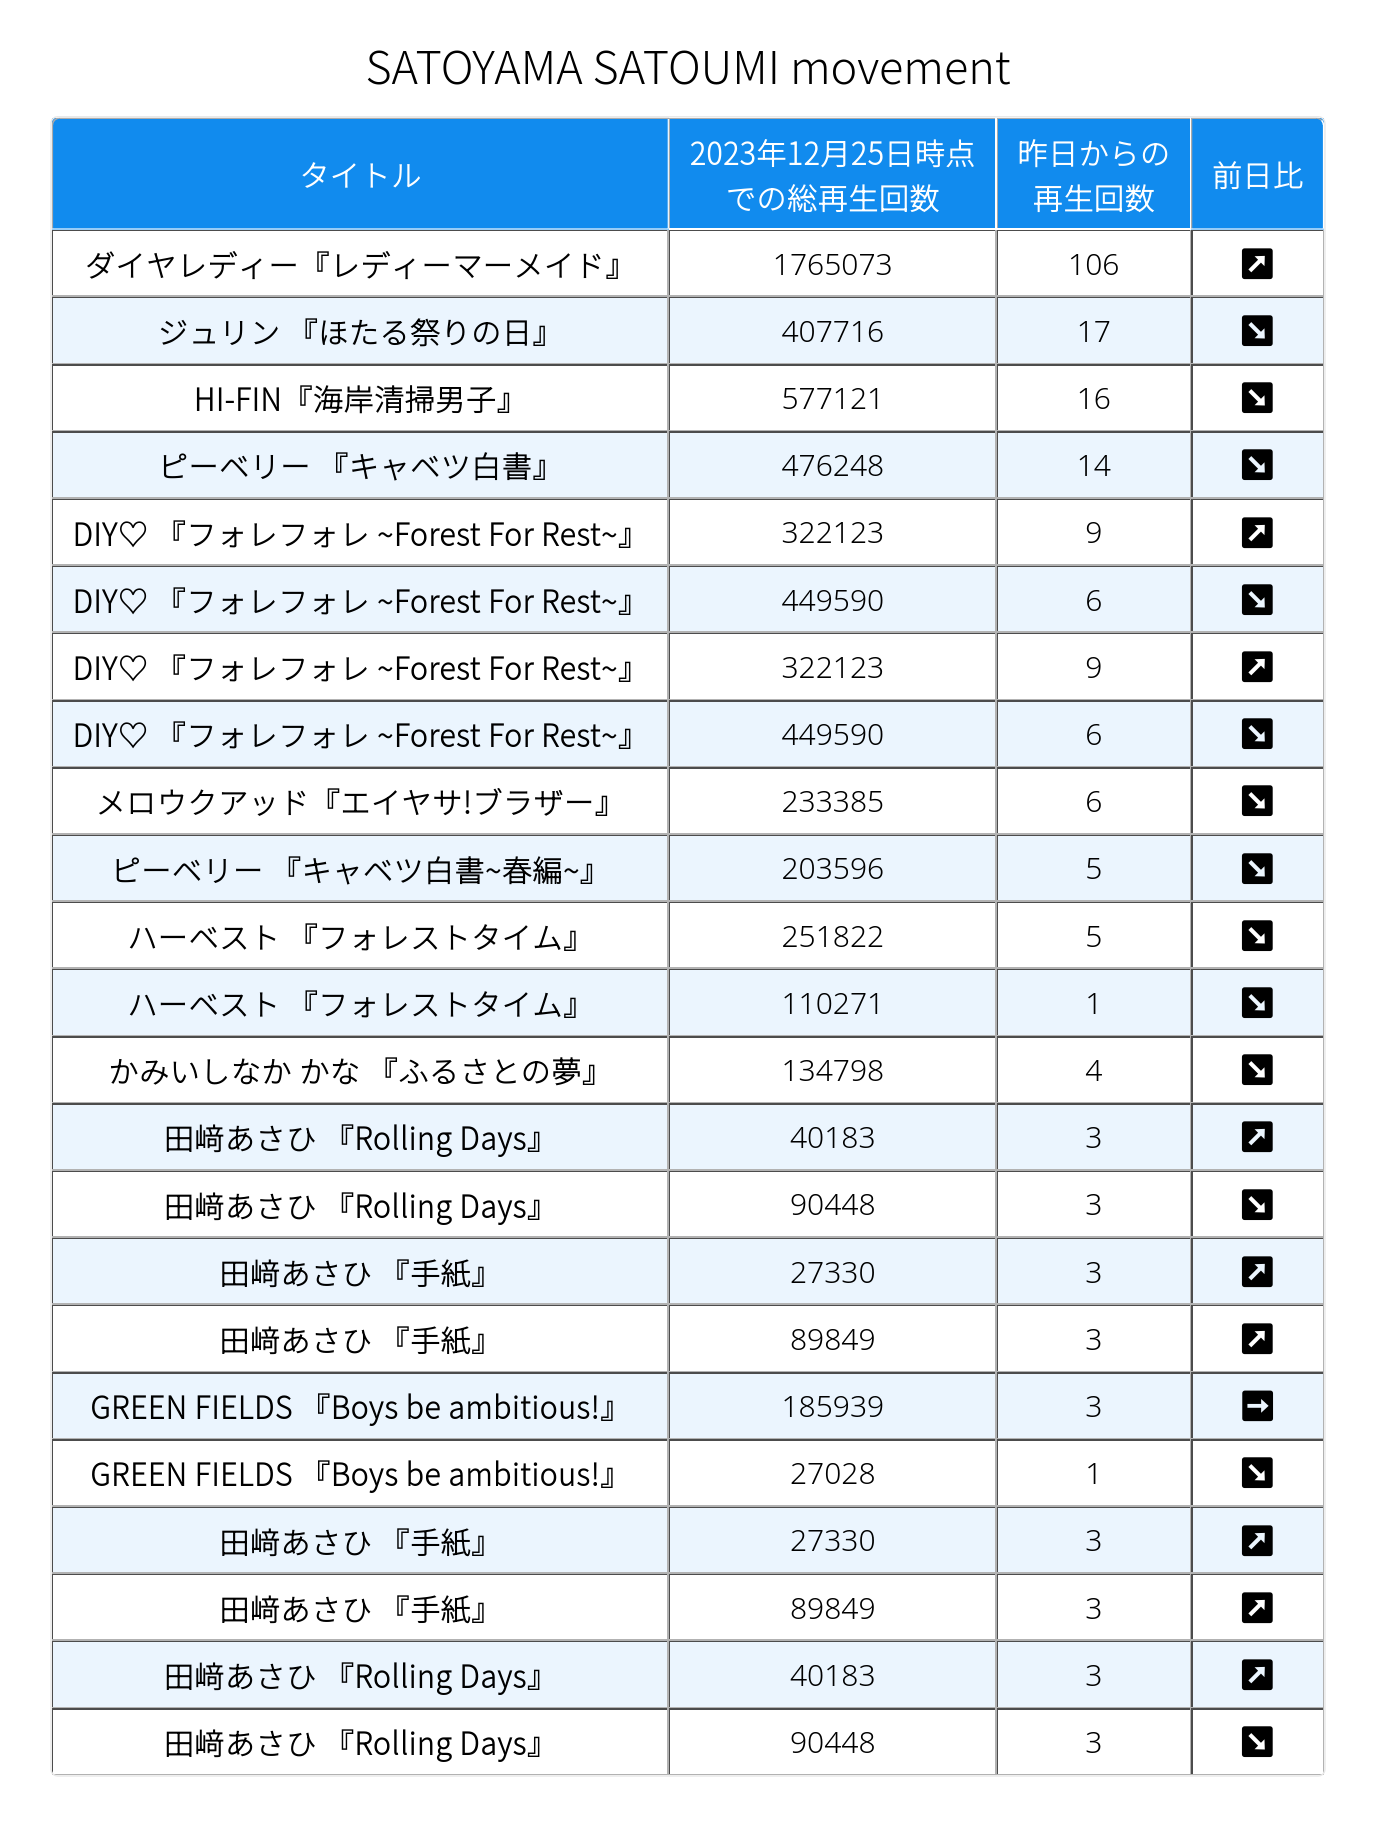 SATOYAMA SATOUMI movement
タイトル 2023年12月25日時点での総再生回数 昨日からの再生回数 前日比
ダイヤレディー『レディーマーメイド』 1765073 106 ↗
ジュリン 『ほたる祭りの日』 407716 17 ↘
HI-FIN『海岸清掃男子』 577121 16 ↘
ピーベリー 『キャベツ白書』 476248 14 ↘
DIY♡ 『フォレフォレ ~Forest For Rest~』 322123 9 ↗
DIY♡ 『フォレフォレ ~Forest For Rest~』 449590 6 ↘
DIY♡ 『フォレフォレ ~Forest For Rest~』 322123 9 ↗
DIY♡ 『フォレフォレ ~Forest For Rest~』 449590 6 ↘
メロウクアッド『エイヤサ!ブラザー』 233385 6 ↘
ピーベリー 『キャベツ白書~春編~』 203596 5 ↘
ハーベスト 『フォレストタイム』 251822 5 ↘
ハーベスト 『フォレストタイム』 110271 1 ↘
かみいしなか かな 『ふるさとの夢』 134798 4 ↘
田﨑あさひ 『Rolling Days』 40183 3 ↗
田﨑あさひ 『Rolling Days』 90448 3 ↘
田﨑あさひ 『手紙』 27330 3 ↗
田﨑あさひ 『手紙』 89849 3 ↗
GREEN FIELDS 『Boys be ambitious!』 185939 3 →
GREEN FIELDS 『Boys be ambitious!』 27028 1 ↘
田﨑あさひ 『手紙』 27330 3 ↗
田﨑あさひ 『手紙』 89849 3 ↗
田﨑あさひ 『Rolling Days』 40183 3 ↗
田﨑あさひ 『Rolling Days』 90448 3 ↘